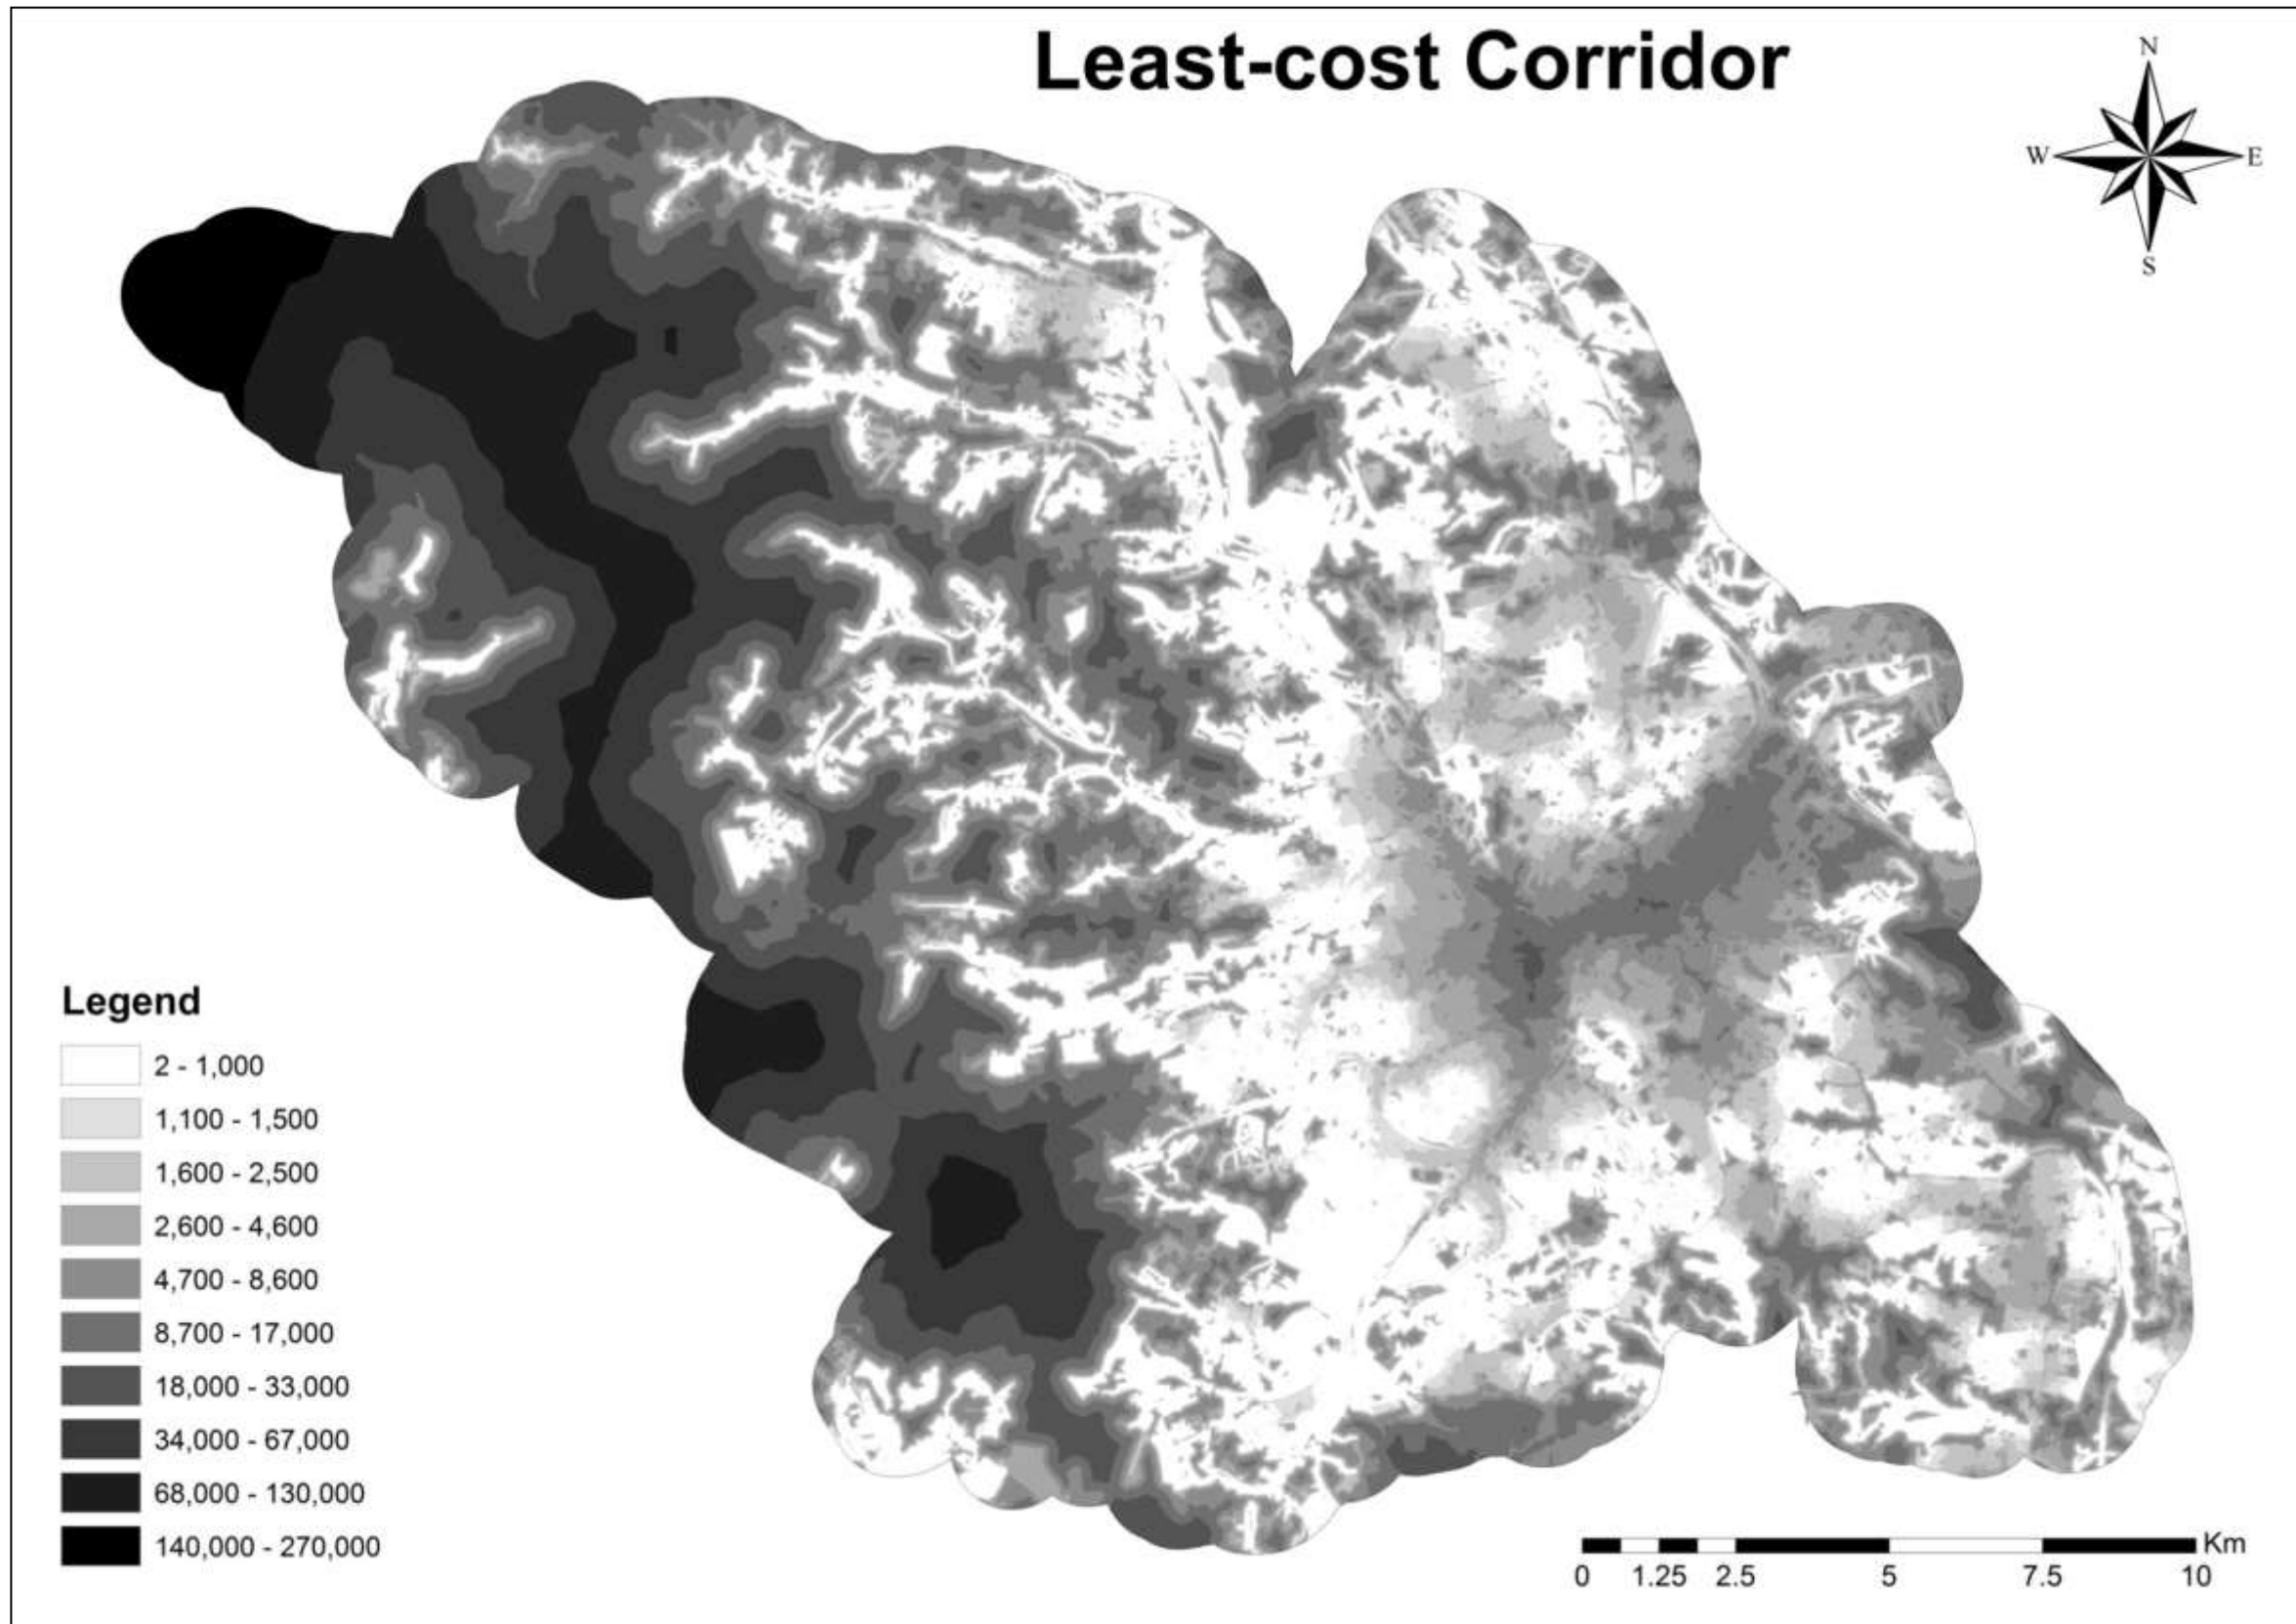 Least-cost Corridor
N
W E
S
Legend
2 - 1,000
1,100 - 1,500
1,600 - 2,500
2,600 - 4,600
4,700 - 8,600
8,700 - 17,000
18,000 - 33,000
34,000 - 67,000
68,000 - 130,000
140,000 - 270,000
Km
0 1.25 2.5 5 7.5 10